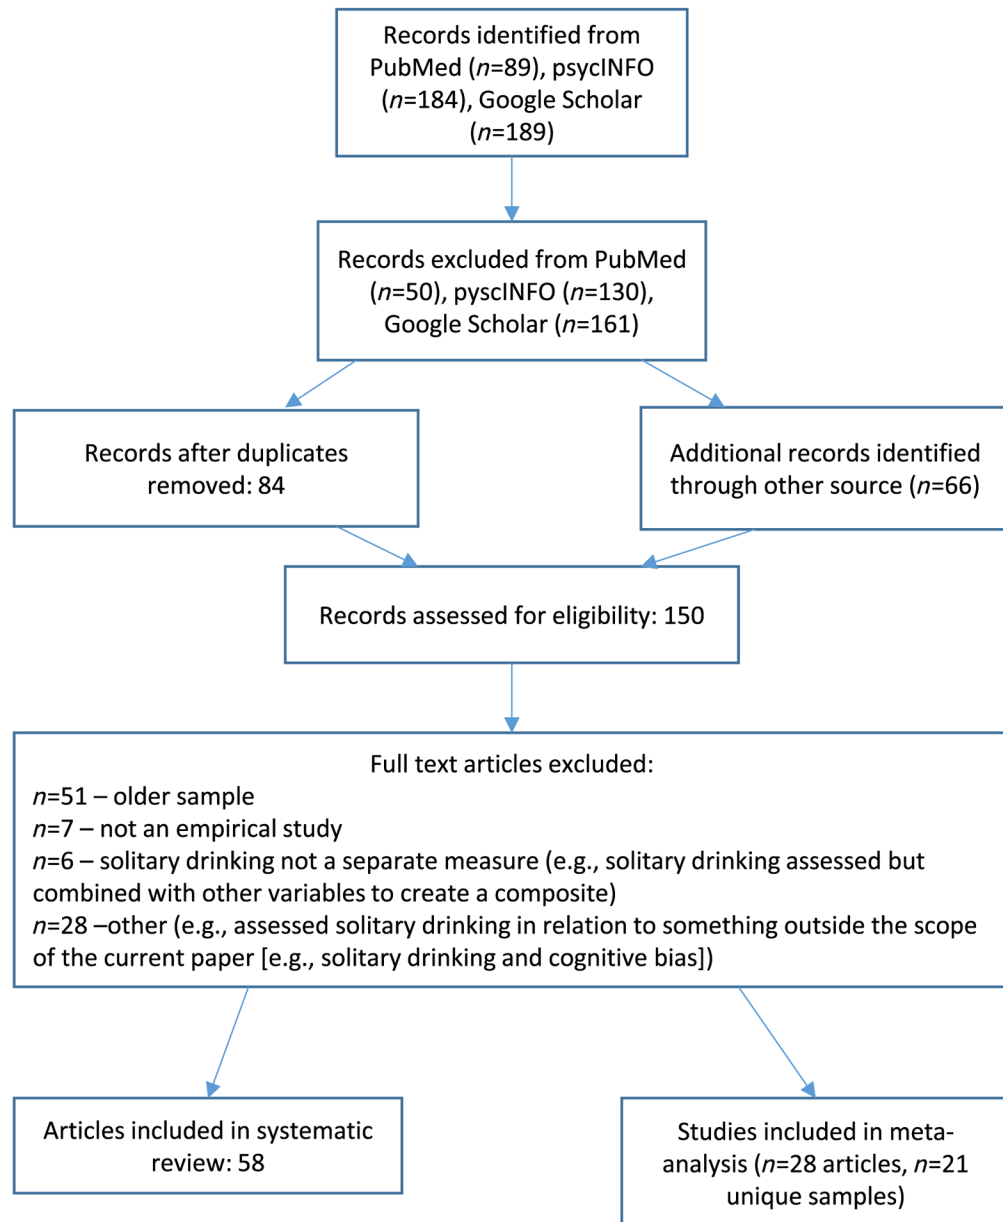 Records identified from
PubMed (n=89), psycINFO
(n=184), Google Scholar
(n=189)
Records excluded from PubMed
(n=50), pyscINFO (n=130),
Google Scholar (n=161)
Records after duplicates
removed: 84
Additional records identified
through other source (n=66)
Records assessed for eligibility: 150
Full text articles excluded:
n=51 – older sample
n=7 – not an empirical study
n=6 – solitary drinking not a separate measure (e.g., solitary drinking assessed but
combined with other variables to create a composite)
n=28 –other (e.g., assessed solitary drinking in relation to something outside the scope
of the current paper [e.g., solitary drinking and cognitive bias])
Articles included in systematic
review: 58
Studies included in meta-
analysis (n=28 articles, n=21
unique samples)